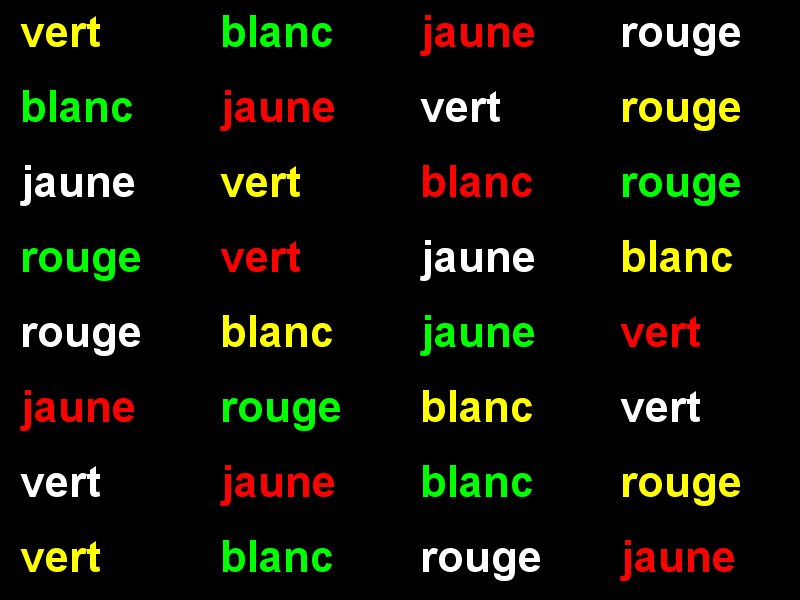 vert blanc jaune rouge
blanc jaune vert rouge
jaune vert blanc rouge
rouge vert jaune blanc
rouge blanc jaune vert
jaune rouge blanc vert
vert jaune blanc rouge
vert blanc rouge jaune